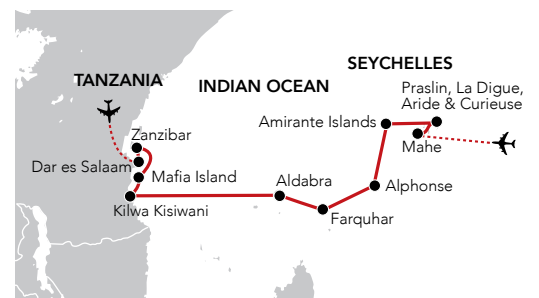 SEYCHELLES
TANZANIA
INDIAN OCEAN
Praslin, La Digue,
Aride & Curieuse
Amirante Islands
Mahe
Zanzibar
Dar es Salaam
Mafia Island
Aldabra
Alphonse
Kilwa Kisiwani
Farquhar